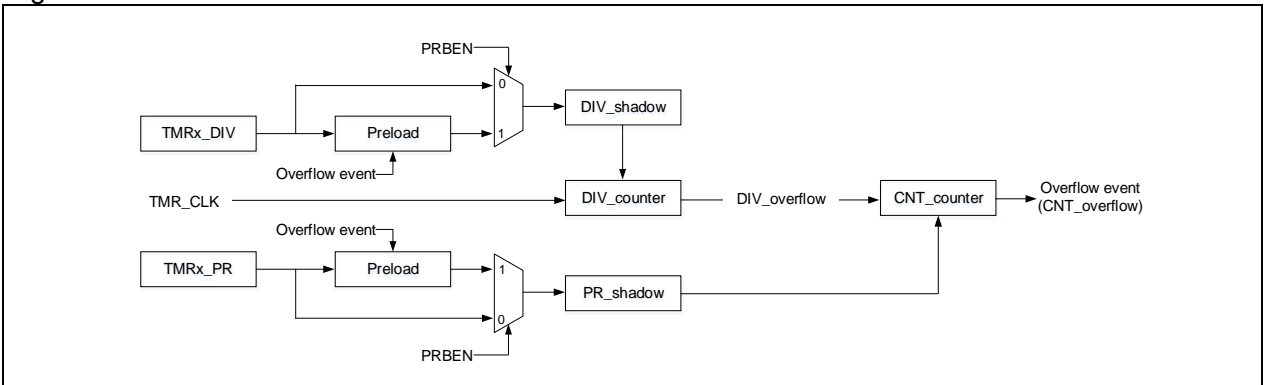 PRBEN
0
DIV_shadow
TMRx_DIV
Preload
1
Overflow event
TMR_CLK
DIV_counter
DIV_overflow
CNT_counter
Overflow event
(CNT_overflow)
Overflow event
TMRx_PR
Preload
1
PR_shadow
0
PRBEN